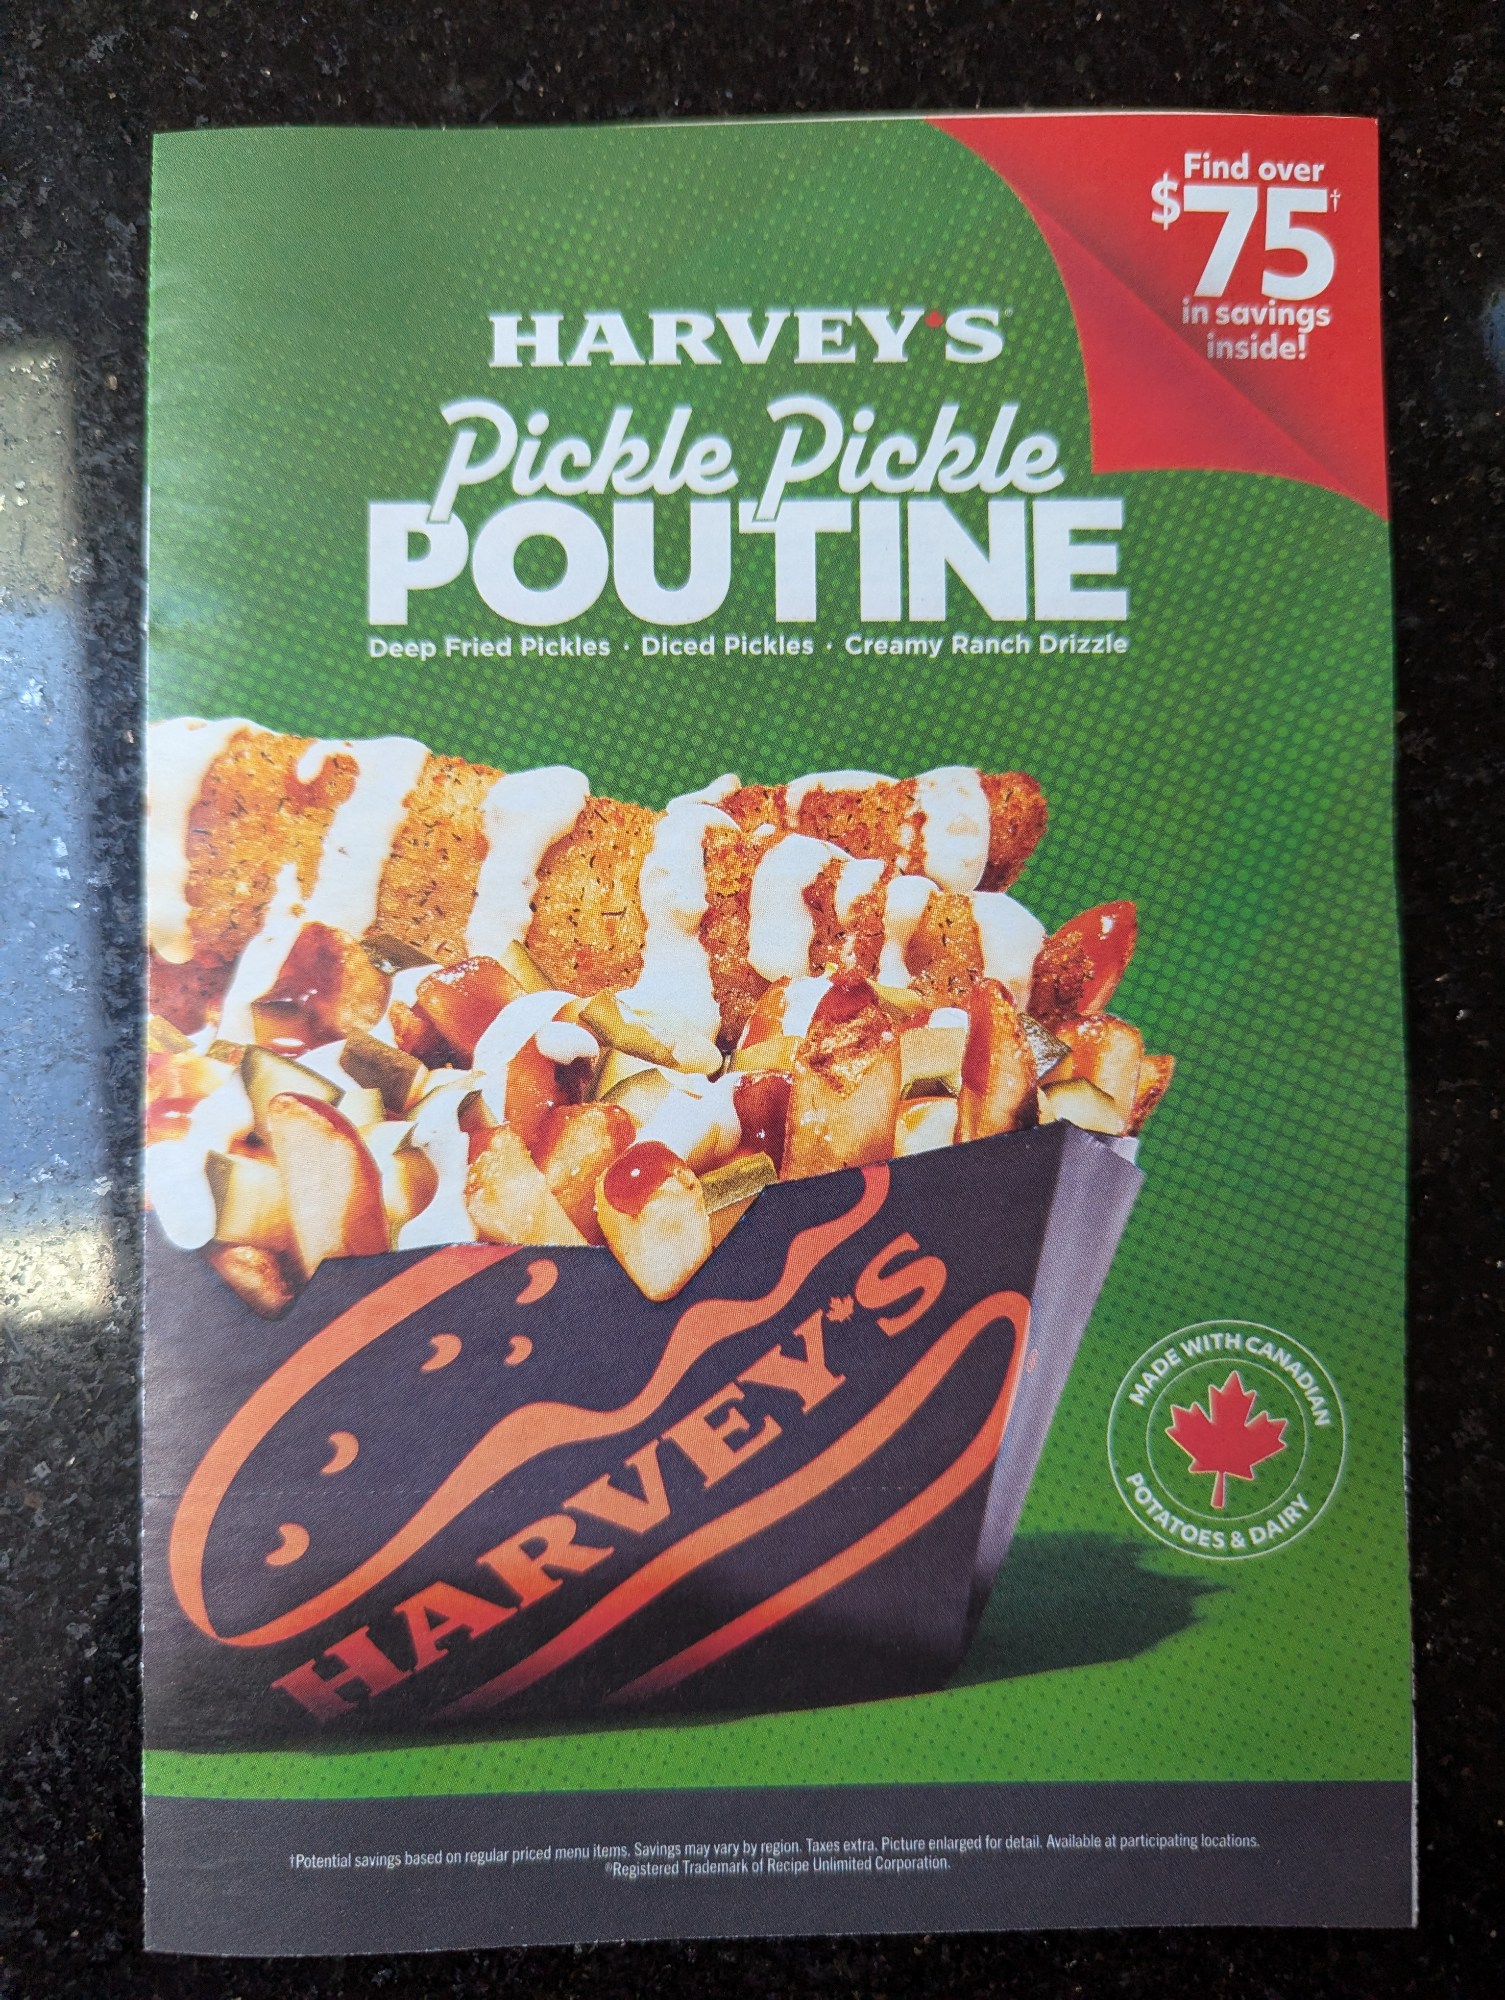 Find over
$75†
in savings
inside!
HARVEY'S®
Pickle Pickle
POUTINE
Deep Fried Pickles · Diced Pickles · Creamy Ranch Drizzle
HARVEY'S
MADE WITH CANADIAN
POTATOES & DAIRY
†Potential savings based on regular priced menu items. Savings may vary by region. Taxes extra. Picture enlarged for detail. Available at participating locations.
®Registered Trademark of Recipe Unlimited Corporation.